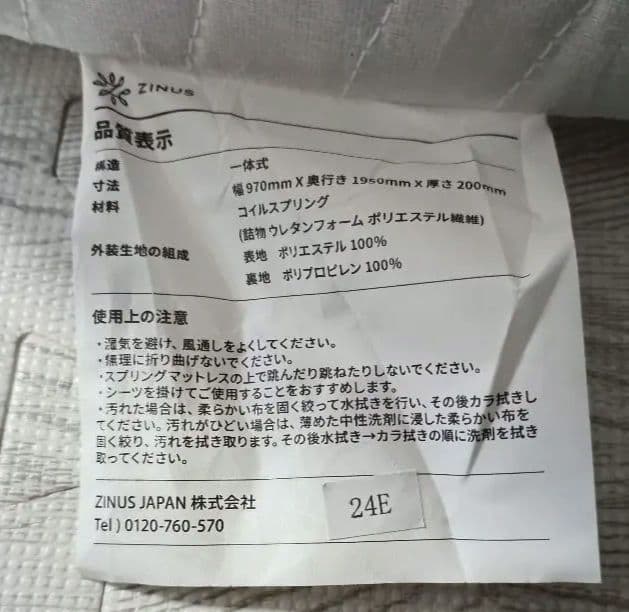 ZINUS
品質表示
構造 一体式
寸法 幅970mm X 奥行き 1950mm X 厚さ 200mm
材料 コイルスプリング
(詰物 ウレタンフォーム ポリエステル繊維)
外装生地の組成 表地 ポリエステル 100%
裏地 ポリプロピレン 100%
使用上の注意
・湿気を避け、風通しをよくしてください。
・無理に折り曲げないでください。
・スプリングマットレスの上で跳んだり跳ねたりしないでください。
・シーツを掛けてご使用することをおすすめします。
・汚れた場合は、柔らかい布を固く絞って水拭きを行い、その後カラ拭きし
てください。汚れがひどい場合は、薄めた中性洗剤に浸した柔らかい布を
固く絞り、汚れを拭き取ります。その後水拭き→カラ拭きの順に洗剤を拭き
取ってください。
ZINUS JAPAN 株式会社
Tel ) 0120-760-570
24E